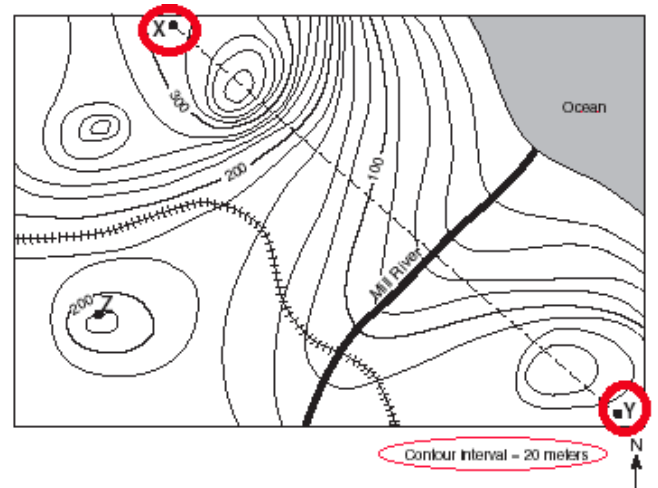 X
300
Ocean
200
100
Mill River
200
Z
Y
Contour Interval = 20 meters
N